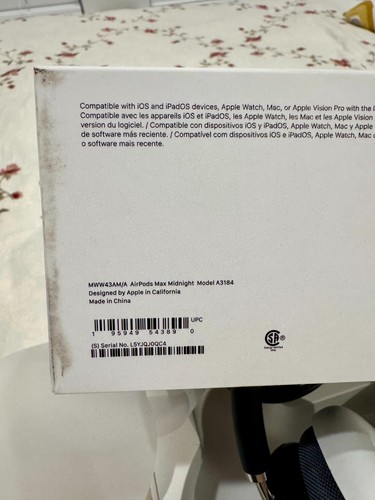 Compatible with iOS and iPadOS devices, Apple Watch, Mac, or Apple Vision Pro with the
Compatible avec les appareils iOS et iPadOS, les Apple Watch, les Mac et les Apple Vision
version du logiciel. / Compatible con dispositivos iOS y iPadOS, Apple Watch, Mac y Apple
de software más reciente. / Compatível com dispositivos iOS e iPadOS, Apple Watch, Mac
o software mais recente.
MWW43AM/A AirPods Max Midnight Model A3184
Designed by Apple in California
Made in China
UPC
1 95949 54389 0
(S) Serial No. L5YJQJ0QC4
SA®